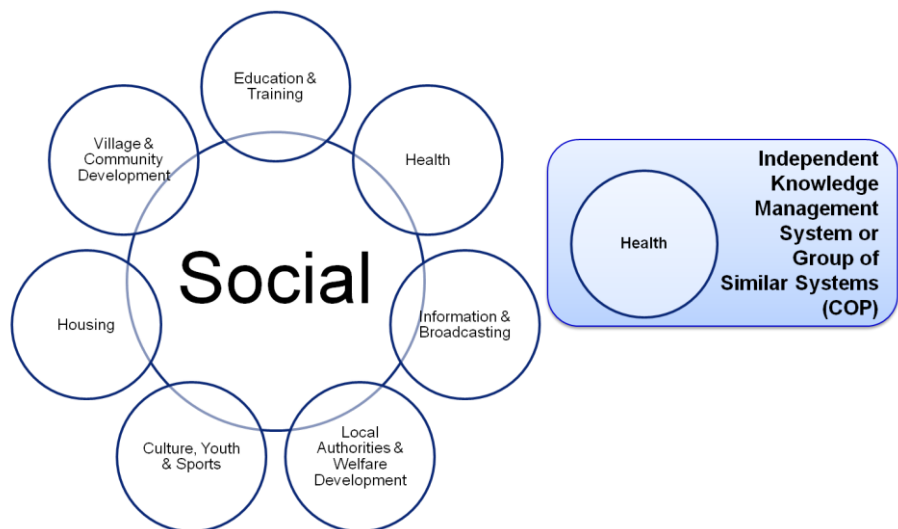 Education &
Training
Village &
Community
Development
Health
Social
Housing
Information &
Broadcasting
Culture, Youth
& Sports
Local
Authorities &
Welfare
Development
Health
Independent
Knowledge
Management
System or
Group of
Similar Systems
(COP)